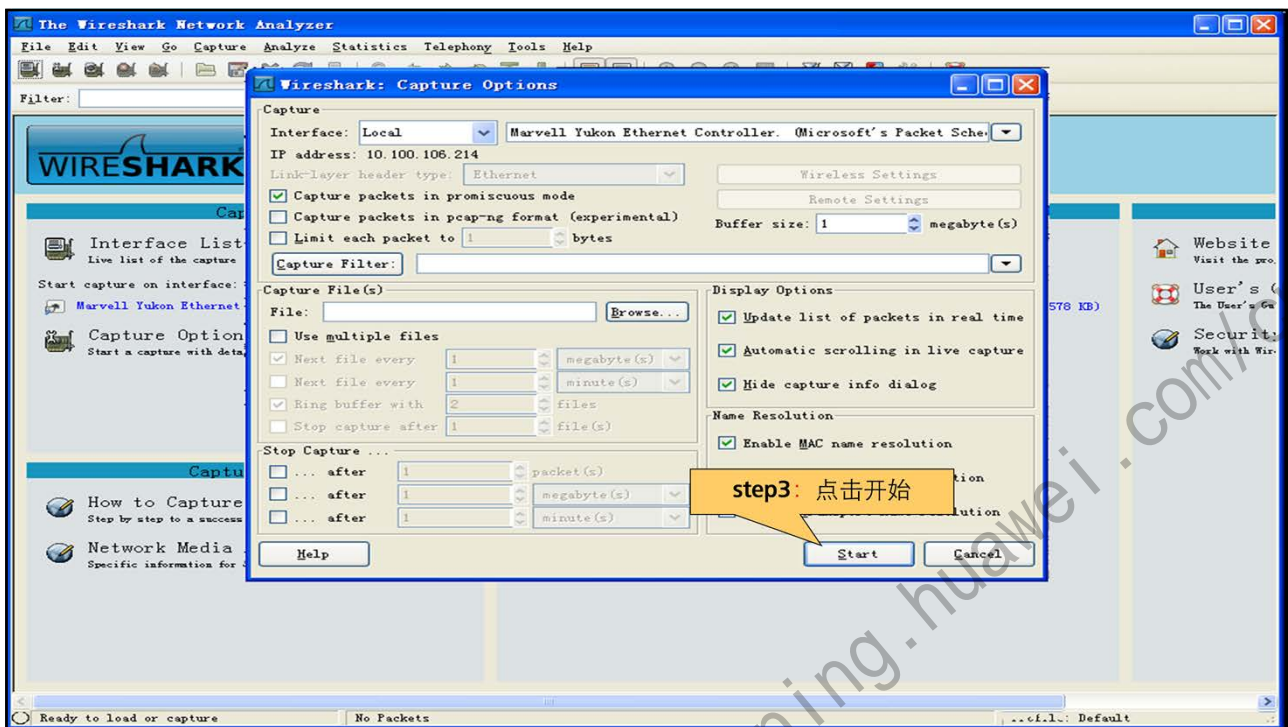 The Wireshark Network Analyzer
File Edit View Go Capture Analyze Statistics Telephony Tools Help
Filter:
WIRESHARK
Interface List
Live list of the capture
Start capture on interface:
Marvell Yukon Ethernet
Capture Option
Start a capture with
How to Capture
Step by step to a success
Network Media
Specific information for
578 KB)
Website
Visit the
User's
The User's
Security
Work with
Wireshark: Capture Options
Capture
Interface: Local Marvell Yukon Ethernet Controller. (Microsoft's Packet
IP address: 10.100.106.214
Link-layer header type: Ethernet Wireless Settings
Capture packets in promiscuous mode Remote Settings
Capture packets in pcap-ng format (experimental)
Buffer size: 1 megabyte(s)
Limit each packet to 1 bytes
Capture Filter:
Capture File(s)
File: Browse...
Use multiple files
Next file every 1 megabyte(s)
Next file every 1 minute(s)
Ring buffer with 2 files
Stop capture after 1 file(s)
Stop Capture ...
... after 1 packet(s)
... after 1 megabyte(s)
... after 1 minute(s)
Display Options
Update list of packets in real time
Automatic scrolling in live capture
Hide capture info dialog
Name Resolution
Enable MAC name resolution
step3：点击开始
Help Start Cancel
Ready to load or capture No Packets Default
ning.huawei.com/c